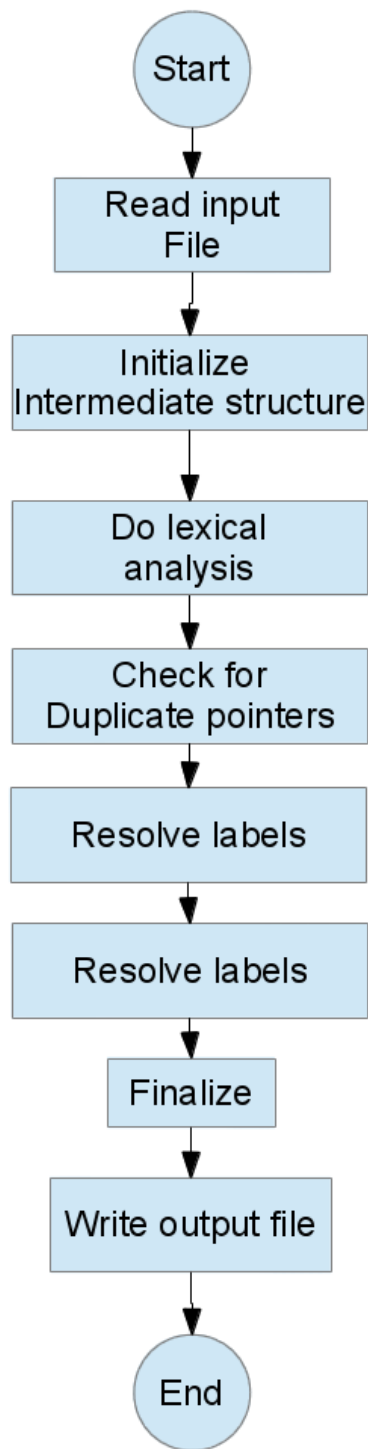 Start
Read input
File
Initialize
Intermediate structure
Do lexical
analysis
Check for
Duplicate pointers
Resolve labels
Resolve labels
Finalize
Write output file
End